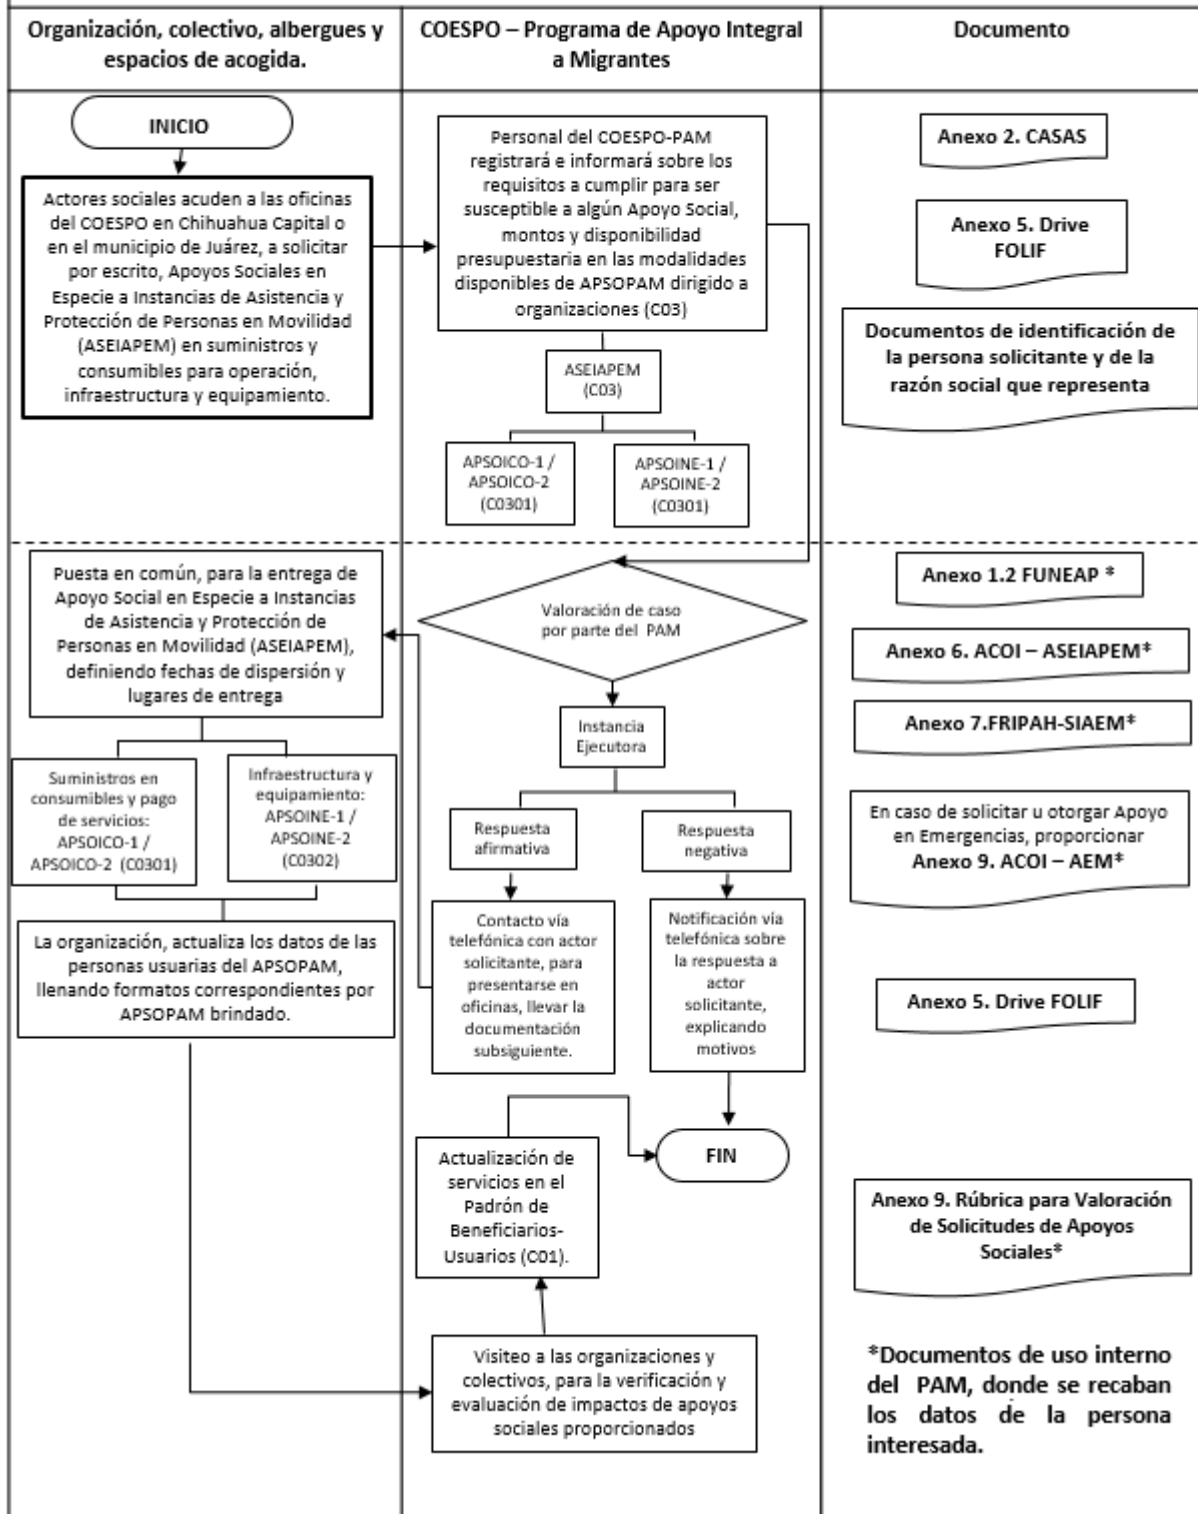 Organización, colectivo, albergues y
espacios de acogida.
COESPO – Programa de Apoyo Integral
a Migrantes
Documento
INICIO
Actores sociales acuden a las oficinas
del COESPO en Chihuahua Capital o
en el municipio de Juárez, a solicitar
por escrito, Apoyos Sociales en
Especie a Instancias de Asistencia y
Protección de Personas en Movilidad
(ASEIAPEM) en suministros y
consumibles para operación,
infraestructura y equipamiento.
Personal del COESPO-PAM
registrará e informará sobre los
requisitos a cumplir para ser
susceptible a algún Apoyo Social,
montos y disponibilidad
presupuestaria en las modalidades
disponibles de APSOPAM dirigido a
organizaciones (C03)
ASEIAPEM
(C03)
APSOICO-1 /
APSOICO-2
(C0301)
APSOINE-1 /
APSOINE-2
(C0301)
Anexo 2. CASAS
Anexo 5. Drive
FOLIF
Documentos de identificación de
la persona solicitante y de la
razón social que representa
Puesta en común, para la entrega de
Apoyo Social en Especie a Instancias
de Asistencia y Protección de
Personas en Movilidad (ASEIAPEM),
definiendo fechas de dispersión y
lugares de entrega
Suministros en
consumibles y pago
de servicios:
APSOICO-1 /
APSOICO-2 (C0301)
Infraestructura y
equipamiento:
APSOINE-1 /
APSOINE-2
(C0302)
La organización, actualiza los datos de las
personas usuarias del APSOPAM,
llenando formatos correspondientes por
APSOPAM brindado.
Valoración de caso
por parte del PAM
Instancia
Ejecutora
Respuesta
afirmativa
Respuesta
negativa
Contacto vía
telefónica con actor
solicitante, para
presentarse en
oficinas, llevar la
documentación
subsiguiente.
Notificación vía
telefónica sobre
la respuesta a
actor
solicitante,
explicando
motivos
FIN
Actualización de
servicios en el
Padrón de
Beneficiarios-
Usuarios (C01).
Visiteo a las organizaciones y
colectivos, para la verificación y
evaluación de impactos de apoyos
sociales proporcionados
Anexo 1.2 FUNEAP *
Anexo 6. ACOI – ASEIAPEM*
Anexo 7.FRIPAH-SIAEM*
En caso de solicitar u otorgar Apoyo
en Emergencias, proporcionar
Anexo 9. ACOI – AEM*
Anexo 5. Drive FOLIF
Anexo 9. Rúbrica para Valoración
de Solicitudes de Apoyos
Sociales*
*Documentos de uso interno
del PAM, donde se recaban
los datos de la persona
interesada.